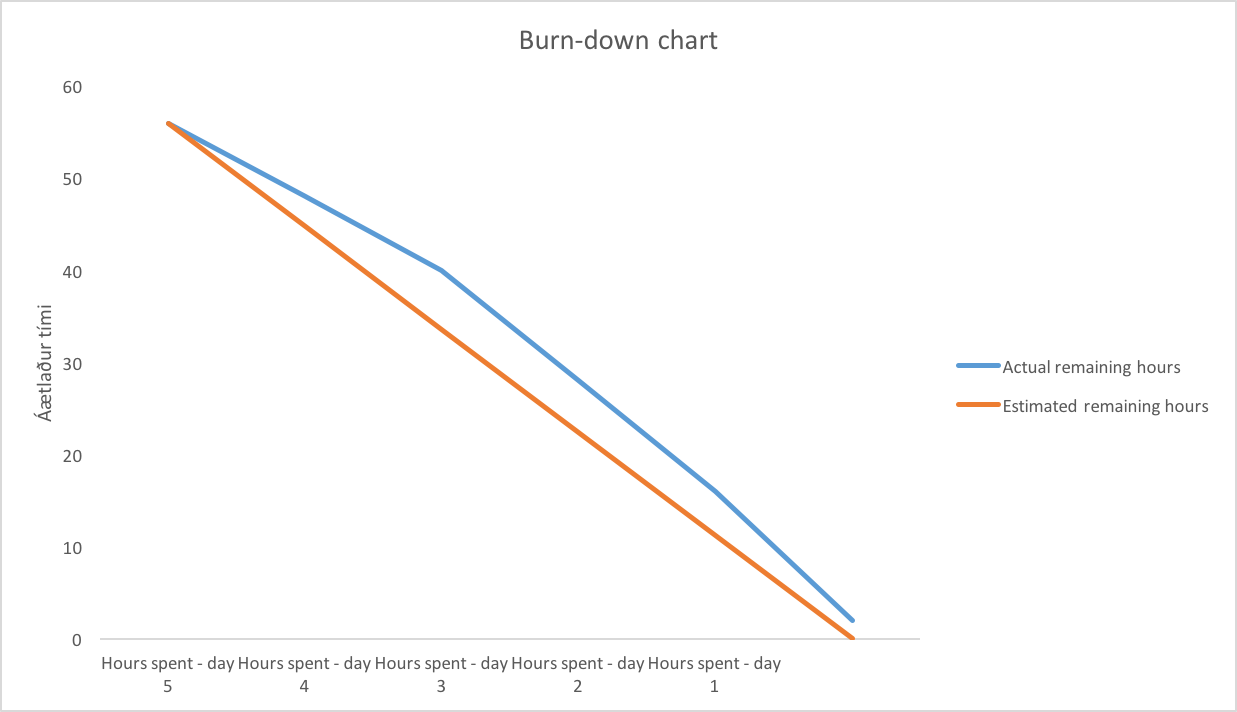 Burn-down chart
60
50
40
30
20
10
0
Áætlaður tími
Hours spent - day 5
Hours spent - day 4
Hours spent - day 3
Hours spent - day 2
Hours spent - day 1
Actual remaining hours
Estimated remaining hours